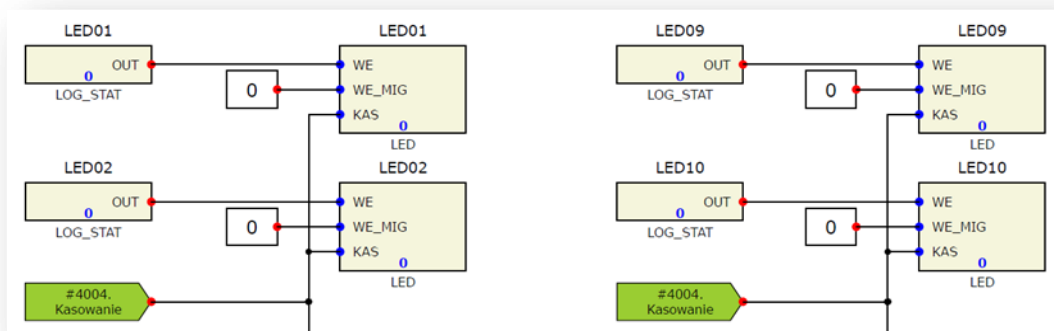 LED01 LED01 LED09 LED09
OUT WE OUT WE
0 0 WE_MIG 0 0 WE_MIG
LOG_STAT KAS LOG_STAT KAS
0 0
LED LED
LED02 LED02 LED10 LED10
OUT WE OUT WE
0 0 WE_MIG 0 0 WE_MIG
LOG_STAT KAS LOG_STAT KAS
0 0
LED LED
#4004. #4004.
Kasowanie Kasowanie